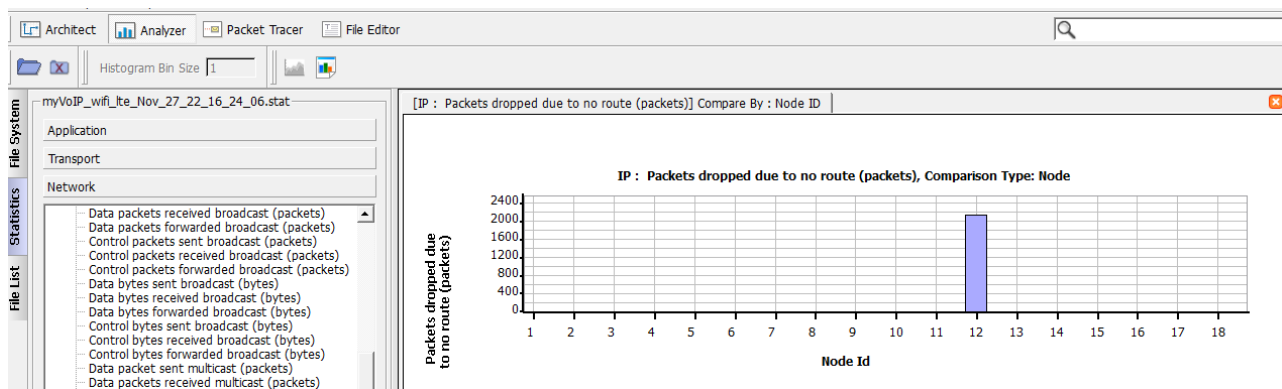 Architect Analyzer Packet Tracer File Editor
Histogram Bin Size 1
File System
Statistics
File List
myVoIP_wifi_lte_Nov_27_22_16_24_06.stat
Application
Transport
Network
Data packets received broadcast (packets)
Data packets forwarded broadcast (packets)
Control packets sent broadcast (packets)
Control packets received broadcast (packets)
Control packets forwarded broadcast (packets)
Data bytes sent broadcast (bytes)
Data bytes received broadcast (bytes)
Data bytes forwarded broadcast (bytes)
Control bytes sent broadcast (bytes)
Control bytes received broadcast (bytes)
Control bytes forwarded broadcast (bytes)
Data packet sent multicast (packets)
Data packets received multicast (packets)
[IP : Packets dropped due to no route (packets)] Compare By : Node ID
IP : Packets dropped due to no route (packets), Comparison Type: Node
Packets dropped due
to no route (packets)
2400
2000
1600
1200
800
400
0
1 2 3 4 5 6 7 8 9 10 11 12 13 14 15 16 17 18
Node Id